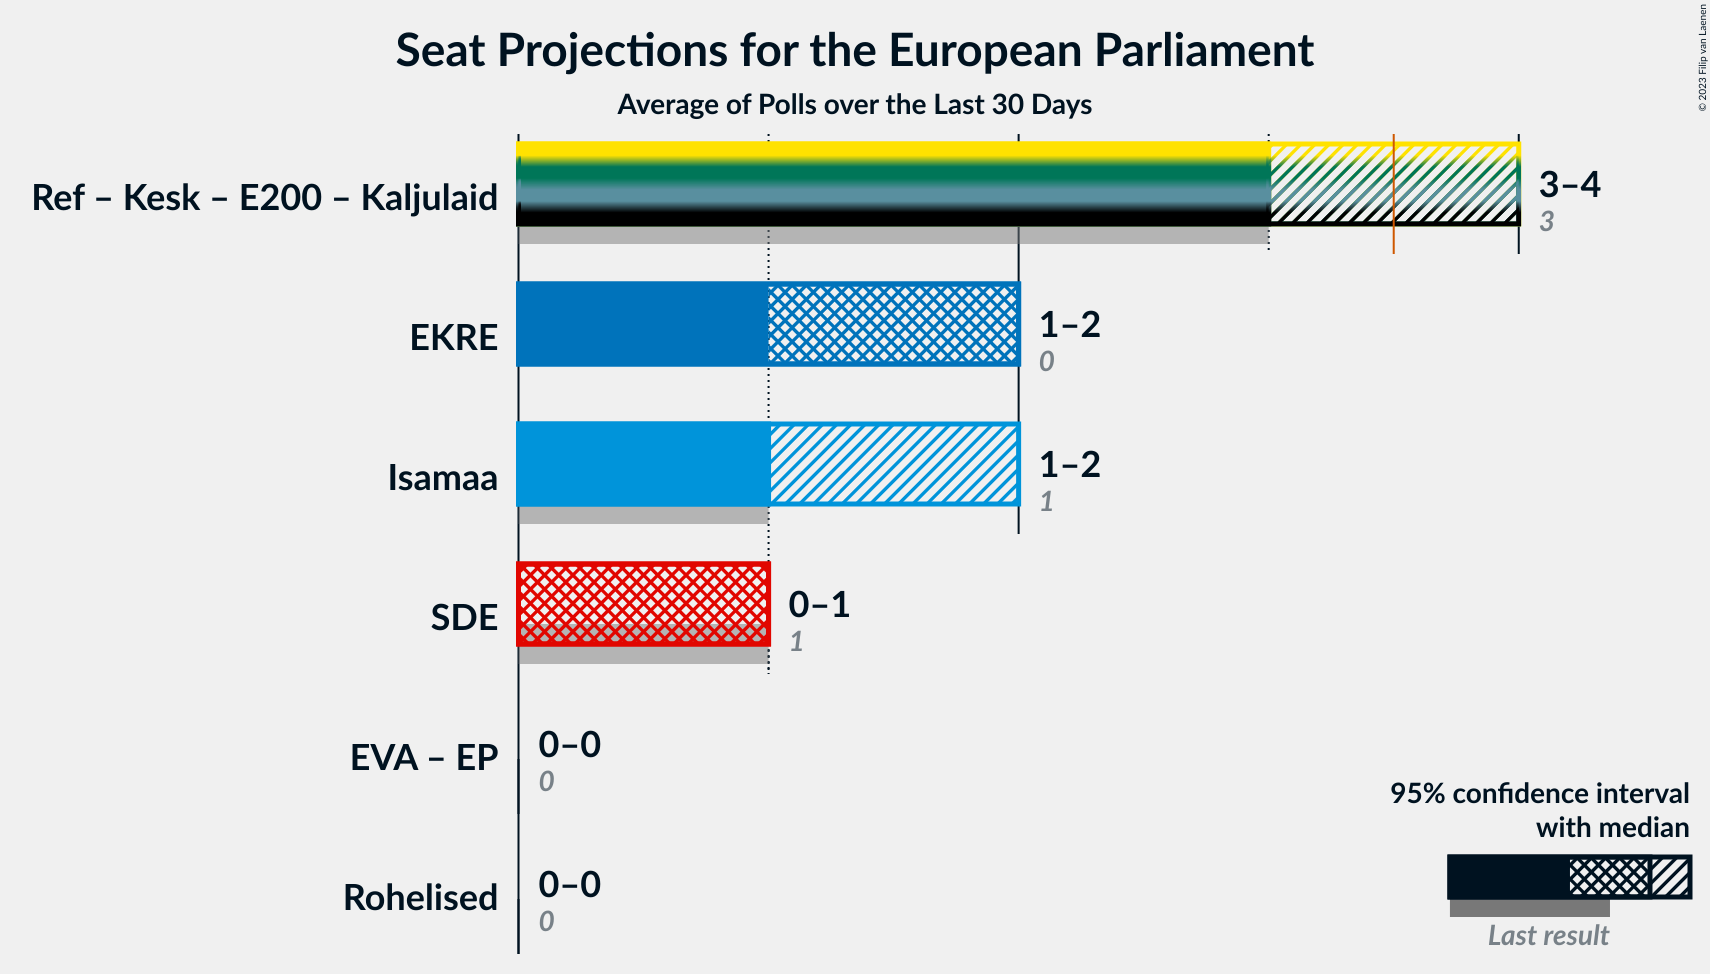 Seat Projections for the European Parliament
Average of Polls over the Last 30 Days
© 2023 Filip van Laenen
Ref – Kesk – E200 – Kaljulaid
3–4
3
EKRE
1–2
0
Isamaa
1–2
1
SDE
0–1
1
EVA – EP
0–0
0
Rohelised
0–0
0
95% confidence interval
with median
Last result